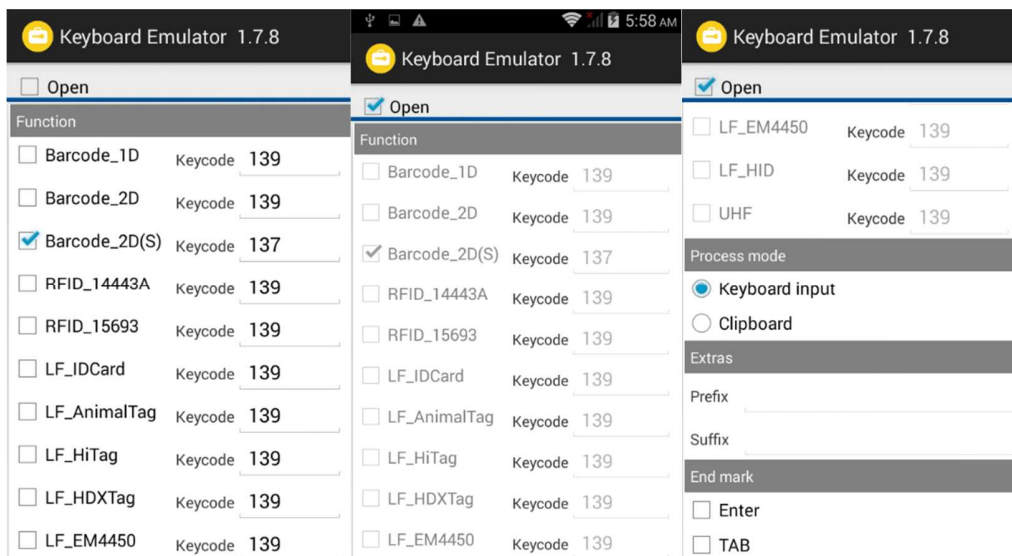 Keyboard Emulator 1.7.8
Open
Function
Barcode_1D Keycode 139
Barcode_2D Keycode 139
Barcode_2D(S) Keycode 137
RFID_14443A Keycode 139
RFID_15693 Keycode 139
LF_IDCard Keycode 139
LF_AnimalTag Keycode 139
LF_HiTag Keycode 139
LF_HDXTag Keycode 139
LF_EM4450 Keycode 139
5:58 AM
Keyboard Emulator 1.7.8
Open
Function
Barcode_1D Keycode 139
Barcode_2D Keycode 139
Barcode_2D(S) Keycode 137
RFID_14443A Keycode 139
RFID_15693 Keycode 139
LF_IDCard Keycode 139
LF_AnimalTag Keycode 139
LF_HiTag Keycode 139
LF_HDXTag Keycode 139
LF_EM4450 Keycode 139
Keyboard Emulator 1.7.8
Open
LF_EM4450 Keycode 139
LF_HID Keycode 139
UHF Keycode 139
Process mode
Keyboard input
Clipboard
Extras
Prefix
Suffix
End mark
Enter
TAB